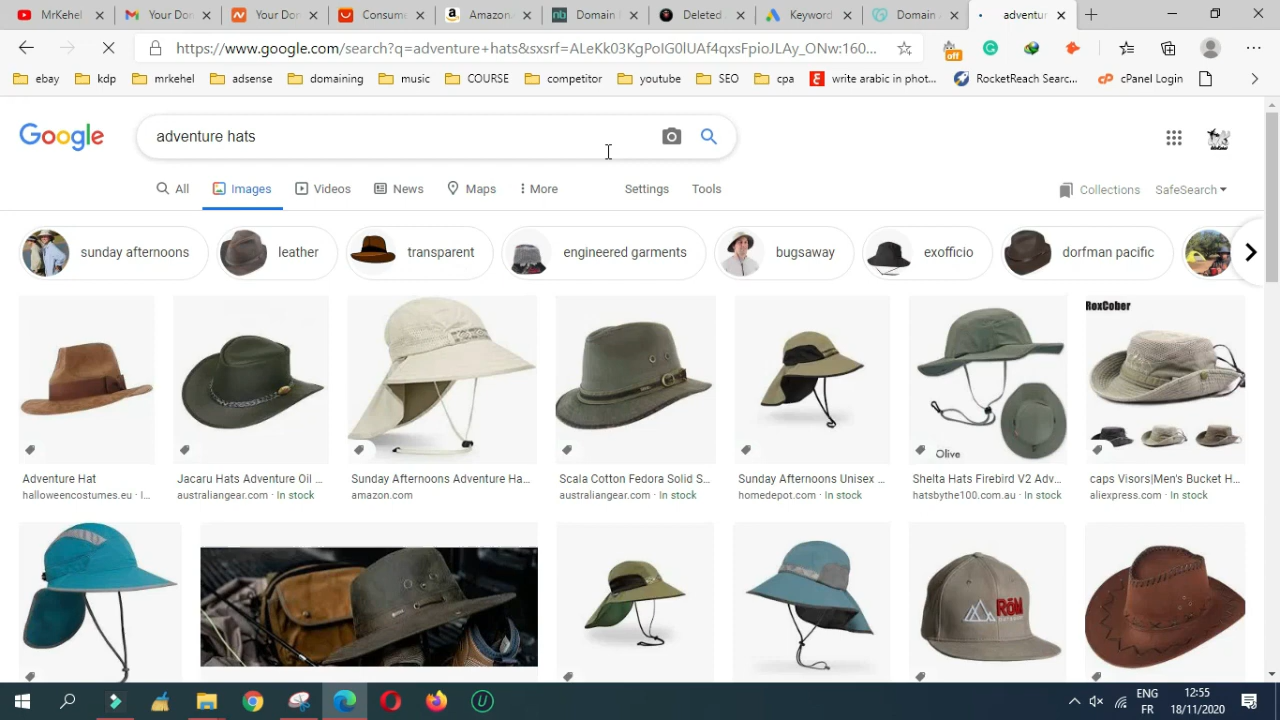 MrKehel
Your Dor
Your Do
Consum
Amazon
Domain
Deleted
Keyword
Domain
adventur
https://www.google.com/search?q=adventure+hats&sxsrf=ALeKk03KgPoIG0lUAf4qxsFpioJLAy_ONw:160...
off
ebay
kdp
mrkehel
adsense
domaining
music
COURSE
competitor
youtube
SEO
cpa
write arabic in phot...
RocketReach Searc...
cPanel Login
Google
adventure hats
All
Images
Videos
News
Maps
More
Settings
Tools
Collections
SafeSearch
sunday afternoons
leather
transparent
engineered garments
bugsaway
exofficio
dorfman pacific
RoxCober
Olive
Adventure Hat
halloweencostumes.eu · I...
Jacaru Hats Adventure Oil ...
australiangear.com · In stock
Sunday Afternoons Adventure Ha...
amazon.com
Scala Cotton Fedora Solid S...
australiangear.com · In stock
Sunday Afternoons Unisex ...
homedepot.com · In stock
Shelta Hats Firebird V2 Adv...
hatsbythe100.com.au · In stock
caps Visors|Men's Bucket H...
aliexpress.com · In stock
RŏM
ENG
FR
12:55
18/11/2020